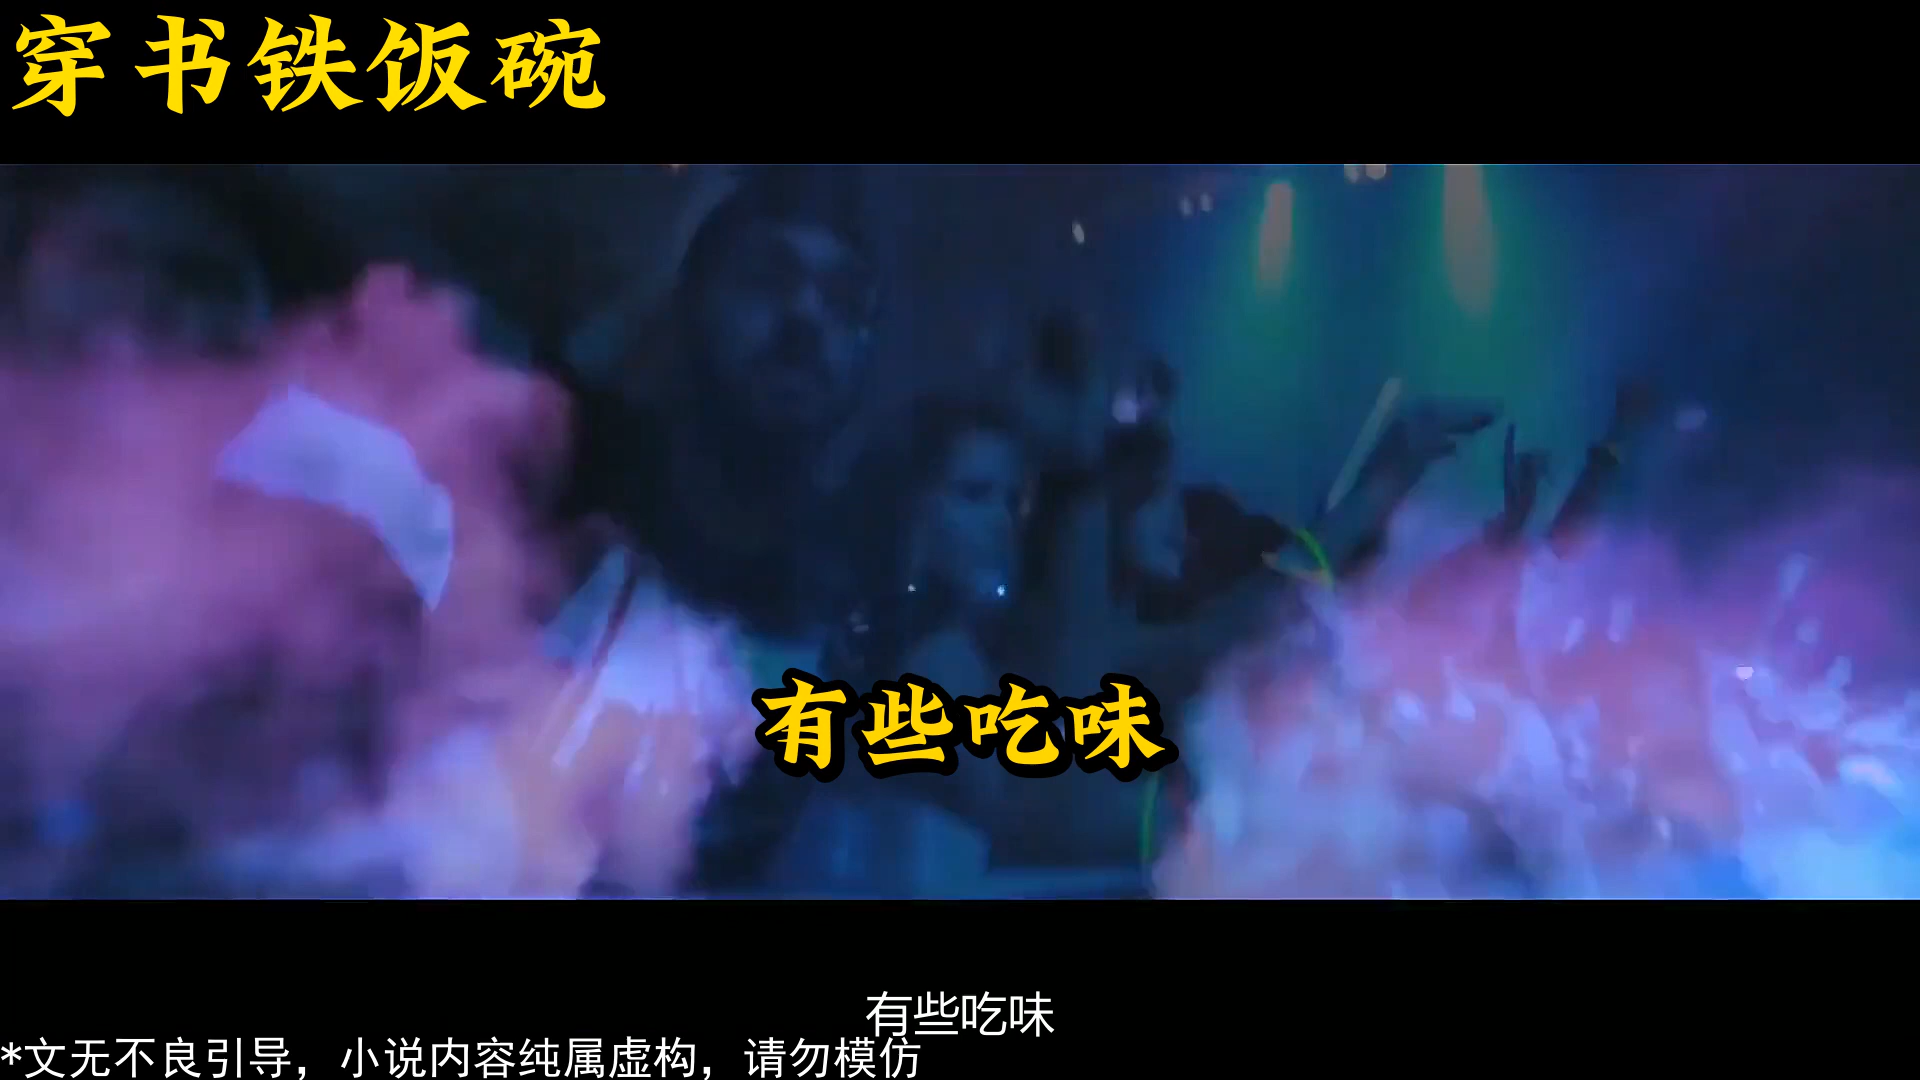 穿书铁饭碗
有些吃味
有些吃味
*文无不良引导，小说内容纯属虚构，请勿模仿